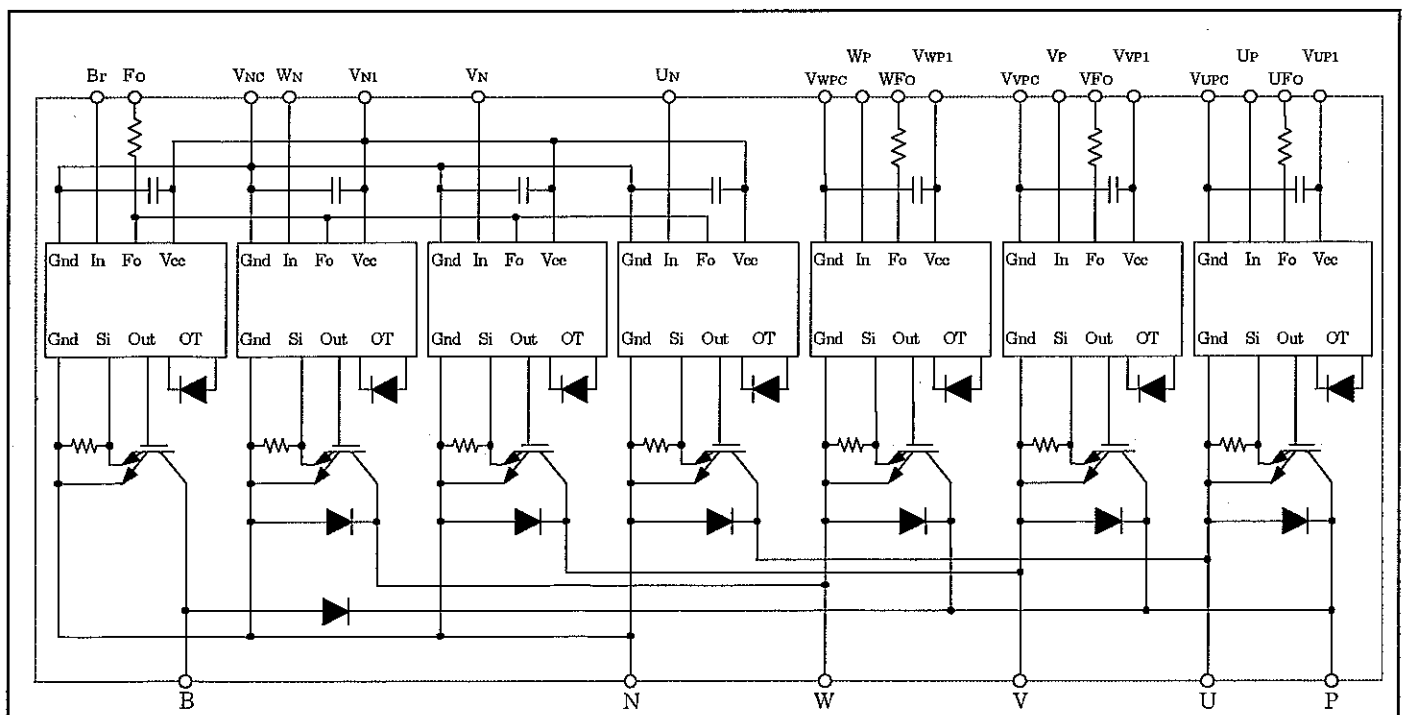 WP VWP1 VP VVP1 UP VUP1
Br FO VNC WN VN1 VN UN VWPC WFO VVPC VFO VUPC UFO
Gnd In Fo Vcc Gnd In Fo Vcc Gnd In Fo Vcc Gnd In Fo Vcc Gnd In Fo Vcc Gnd In Fo Vcc Gnd In Fo Vcc
Gnd Si Out OT Gnd Si Out OT Gnd Si Out OT Gnd Si Out OT Gnd Si Out OT Gnd Si Out OT Gnd Si Out OT
B N W V U P